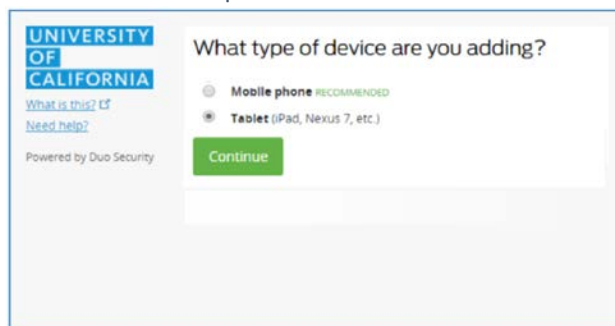 UNIVERSITY
OF
CALIFORNIA
What is this?
Need help?
Powered by Duo Security
What type of device are you adding?
Mobile phone RECOMMENDED
Tablet (iPad, Nexus 7, etc.)
Continue